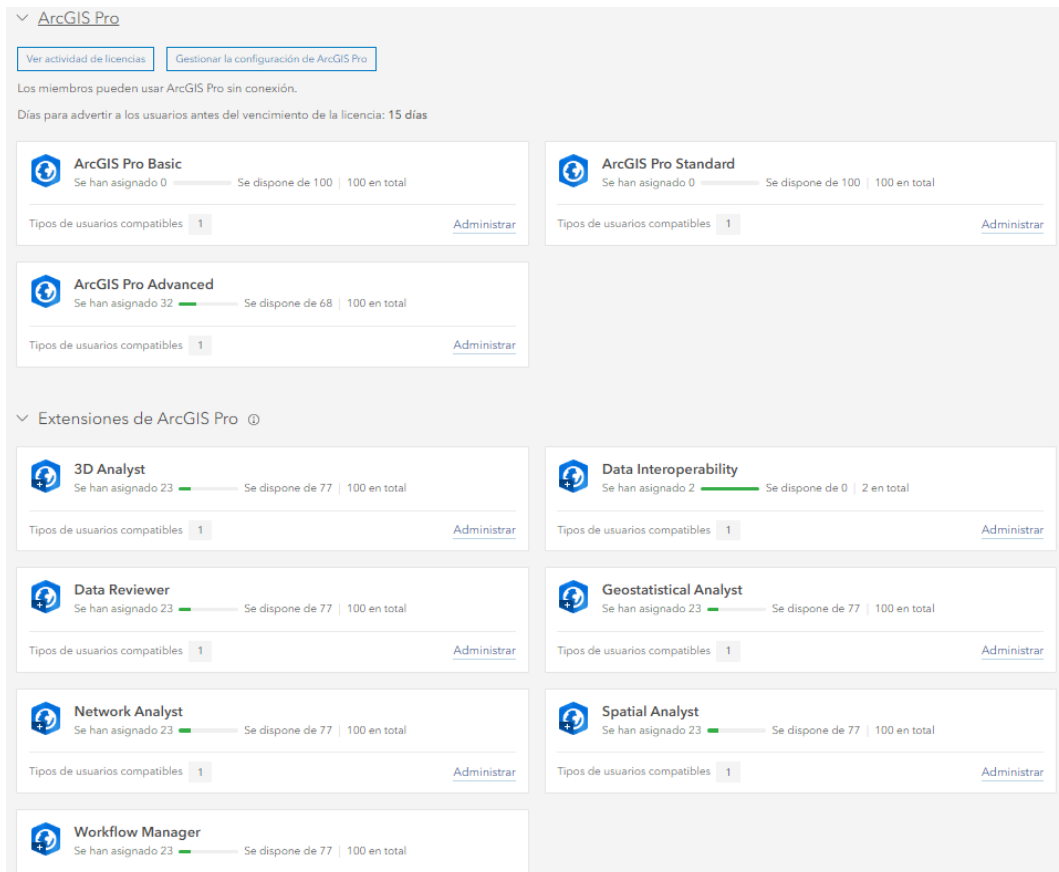 ArcGIS Pro
Ver actividad de licencias Gestionar la configuración de ArcGIS Pro
Los miembros pueden usar ArcGIS Pro sin conexión.
Días para advertir a los usuarios antes del vencimiento de la licencia: 15 días
ArcGIS Pro Basic
Se han asignado 0 Se dispone de 100 | 100 en total
Tipos de usuarios compatibles 1 Administrar
ArcGIS Pro Standard
Se han asignado 0 Se dispone de 100 | 100 en total
Tipos de usuarios compatibles 1 Administrar
ArcGIS Pro Advanced
Se han asignado 32 Se dispone de 68 | 100 en total
Tipos de usuarios compatibles 1 Administrar
Extensiones de ArcGIS Pro
3D Analyst
Se han asignado 23 Se dispone de 77 | 100 en total
Tipos de usuarios compatibles 1 Administrar
Data Interoperability
Se han asignado 2 Se dispone de 0 | 2 en total
Tipos de usuarios compatibles 1 Administrar
Data Reviewer
Se han asignado 23 Se dispone de 77 | 100 en total
Tipos de usuarios compatibles 1 Administrar
Geostatistical Analyst
Se han asignado 23 Se dispone de 77 | 100 en total
Tipos de usuarios compatibles 1 Administrar
Network Analyst
Se han asignado 23 Se dispone de 77 | 100 en total
Tipos de usuarios compatibles 1 Administrar
Spatial Analyst
Se han asignado 23 Se dispone de 77 | 100 en total
Tipos de usuarios compatibles 1 Administrar
Workflow Manager
Se han asignado 23 Se dispone de 77 | 100 en total